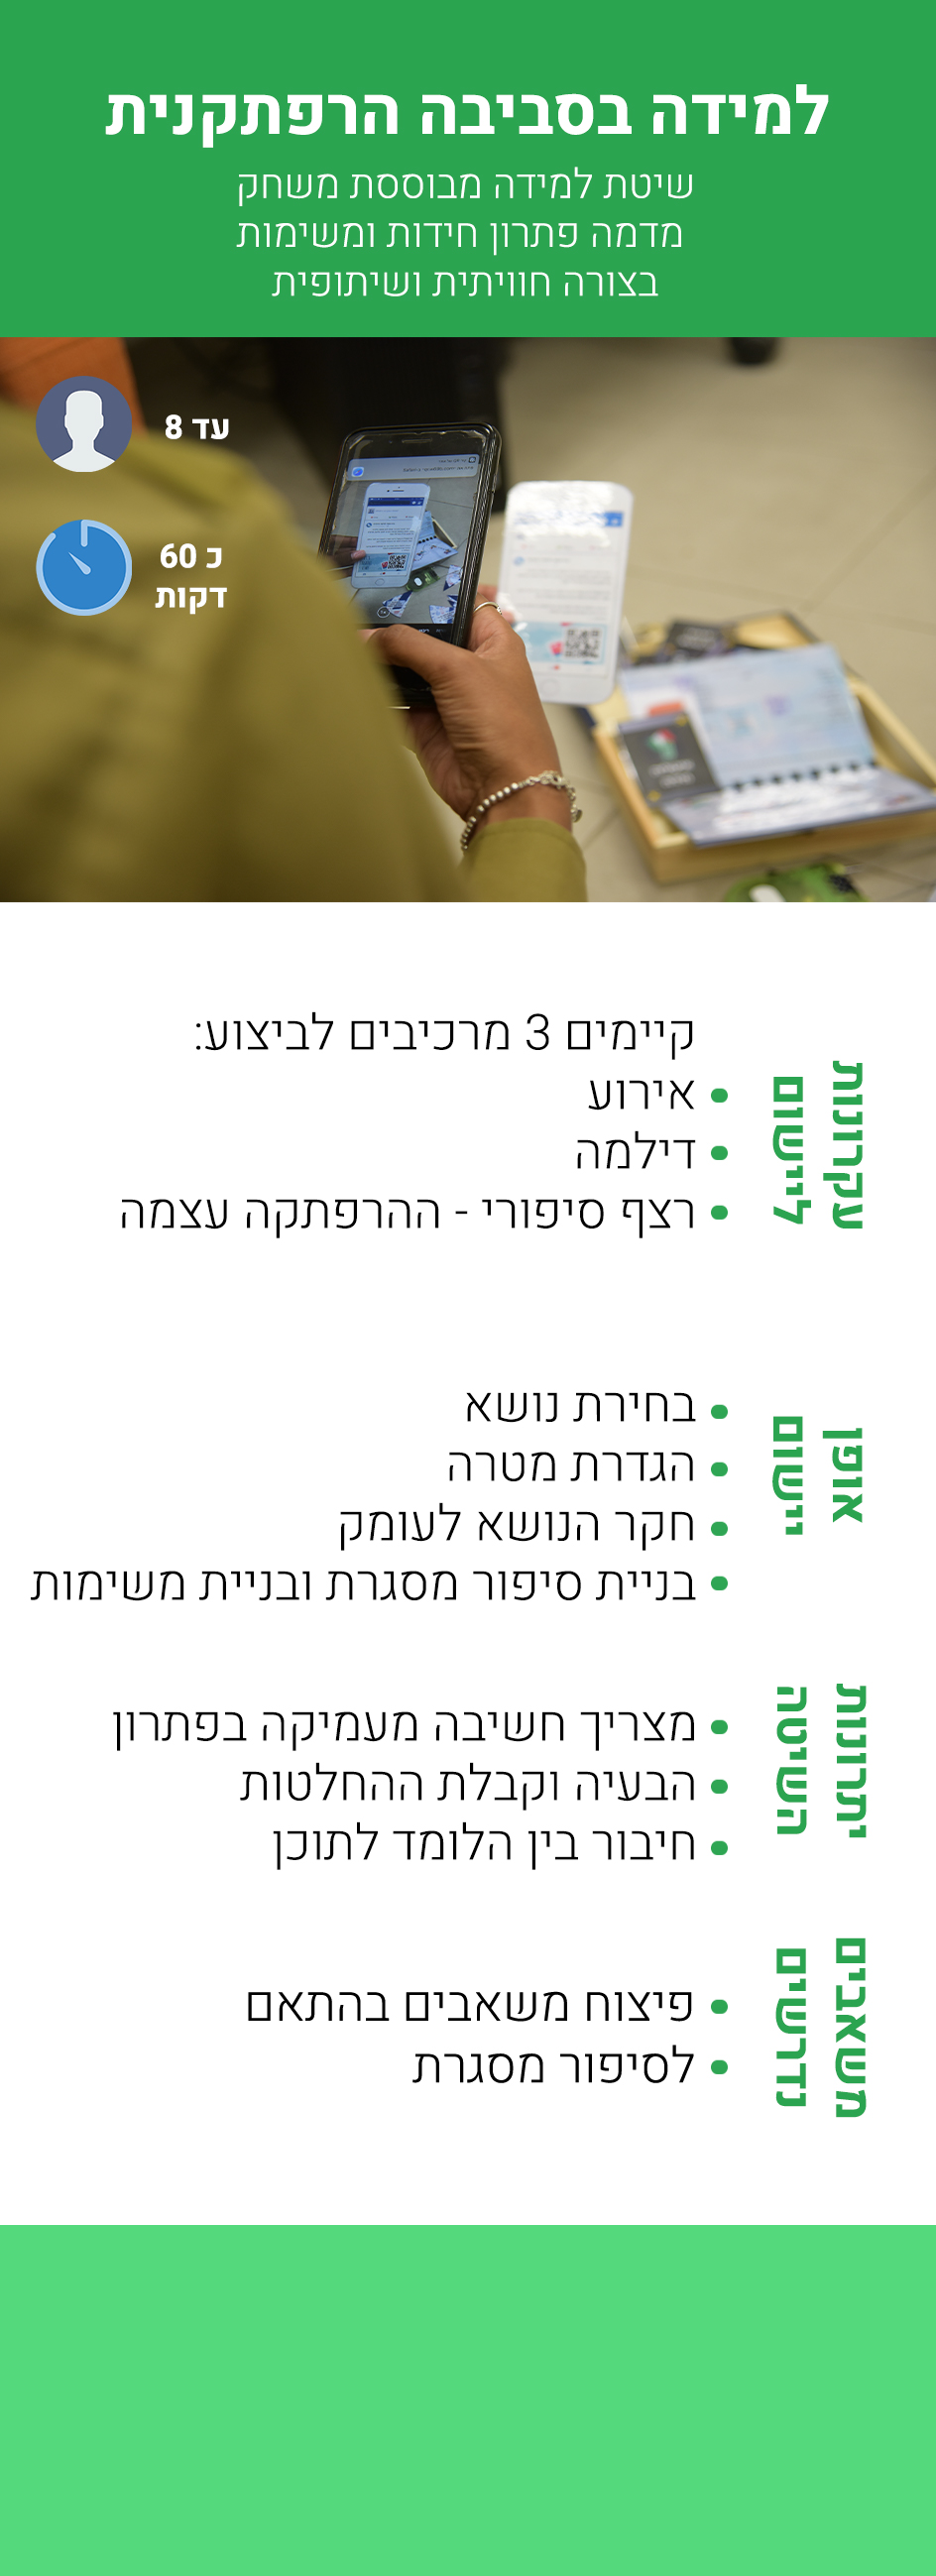 למידה בסביבה הרפתקנית
שיטת למידה מבוססת משחק
מדמה פתרון חידות ומשימות
בצורה חוויתית ושיתופית
עד 8
כ 60
דקות
עקרונות
ליישום
קיימים 3 מרכיבים לביצוע:
אירוע
דילמה
רצף סיפורי - ההרפתקה עצמה
אופן
יישום
בחירת נושא
הגדרת מטרה
חקר הנושא לעומק
בניית סיפור מסגרת ובניית משימות
יתרונות
השיטה
מצריך חשיבה מעמיקה בפתרון
הבעיה וקבלת ההחלטות
חיבור בין הלומד לתוכן
משאבים
נדרשים
פיצוח משאבים בהתאם
לסיפור מסגרת